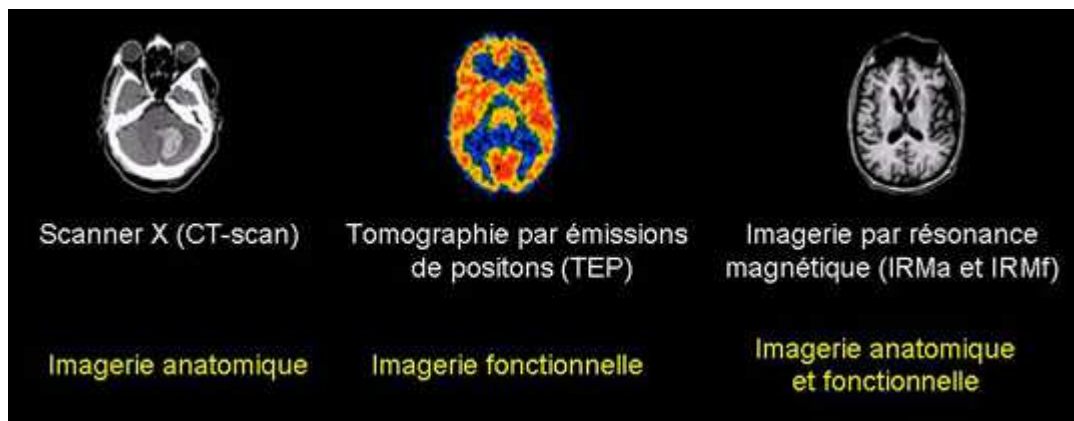 Scanner X (CT-scan)
Tomographie par émissions
de positons (TEP)
Imagerie par résonance
magnétique (IRMa et IRMf)
Imagerie anatomique
Imagerie fonctionnelle
Imagerie anatomique
et fonctionnelle